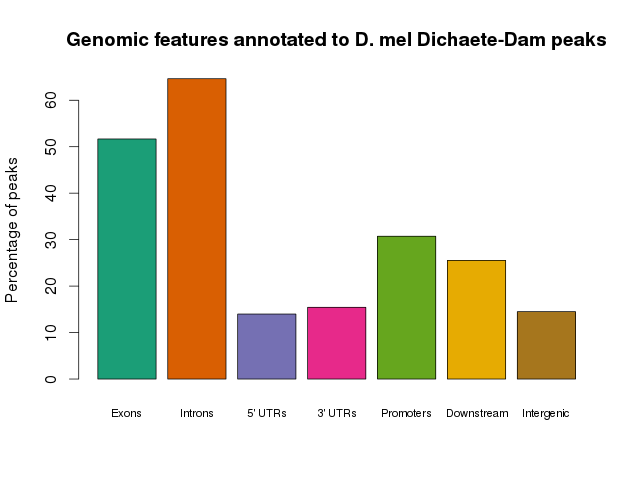 Genomic features annotated to D. mel Dichaete-Dam peaks
Percentage of peaks
60
50
40
30
20
10
0
Exons Introns 5' UTRs 3' UTRs Promoters Downstream Intergenic